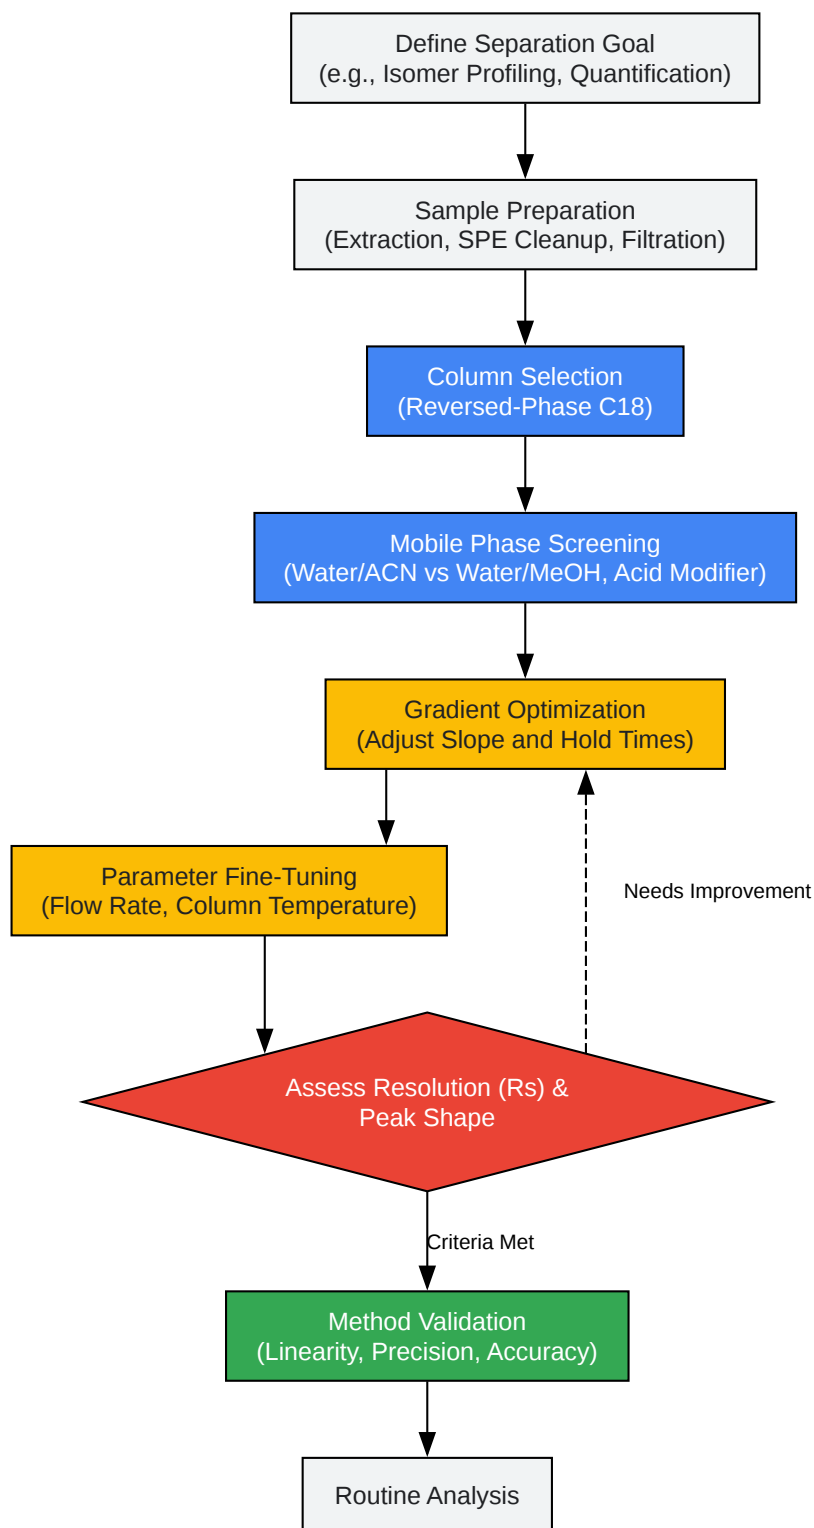 Define Separation Goal
(e.g., Isomer Profiling, Quantification)
Sample Preparation
(Extraction, SPE Cleanup, Filtration)
Column Selection
(Reversed-Phase C18)
Mobile Phase Screening
(Water/ACN vs Water/MeOH, Acid Modifier)
Gradient Optimization
(Adjust Slope and Hold Times)
Parameter Fine-Tuning
(Flow Rate, Column Temperature)
Needs Improvement
Assess Resolution (Rs) &
Peak Shape
Criteria Met
Method Validation
(Linearity, Precision, Accuracy)
Routine Analysis